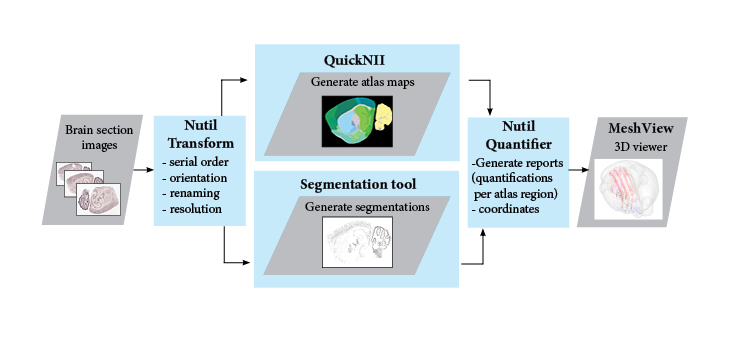 Brain section
images
Nutil
Transform
- serial order
- orientation
- renaming
- resolution
QuickNII
Generate atlas maps
Segmentation tool
Generate segmentations
Nutil
Quantifier
-Generate reports
(quantifications
per atlas region)
- coordinates
MeshView
3D viewer